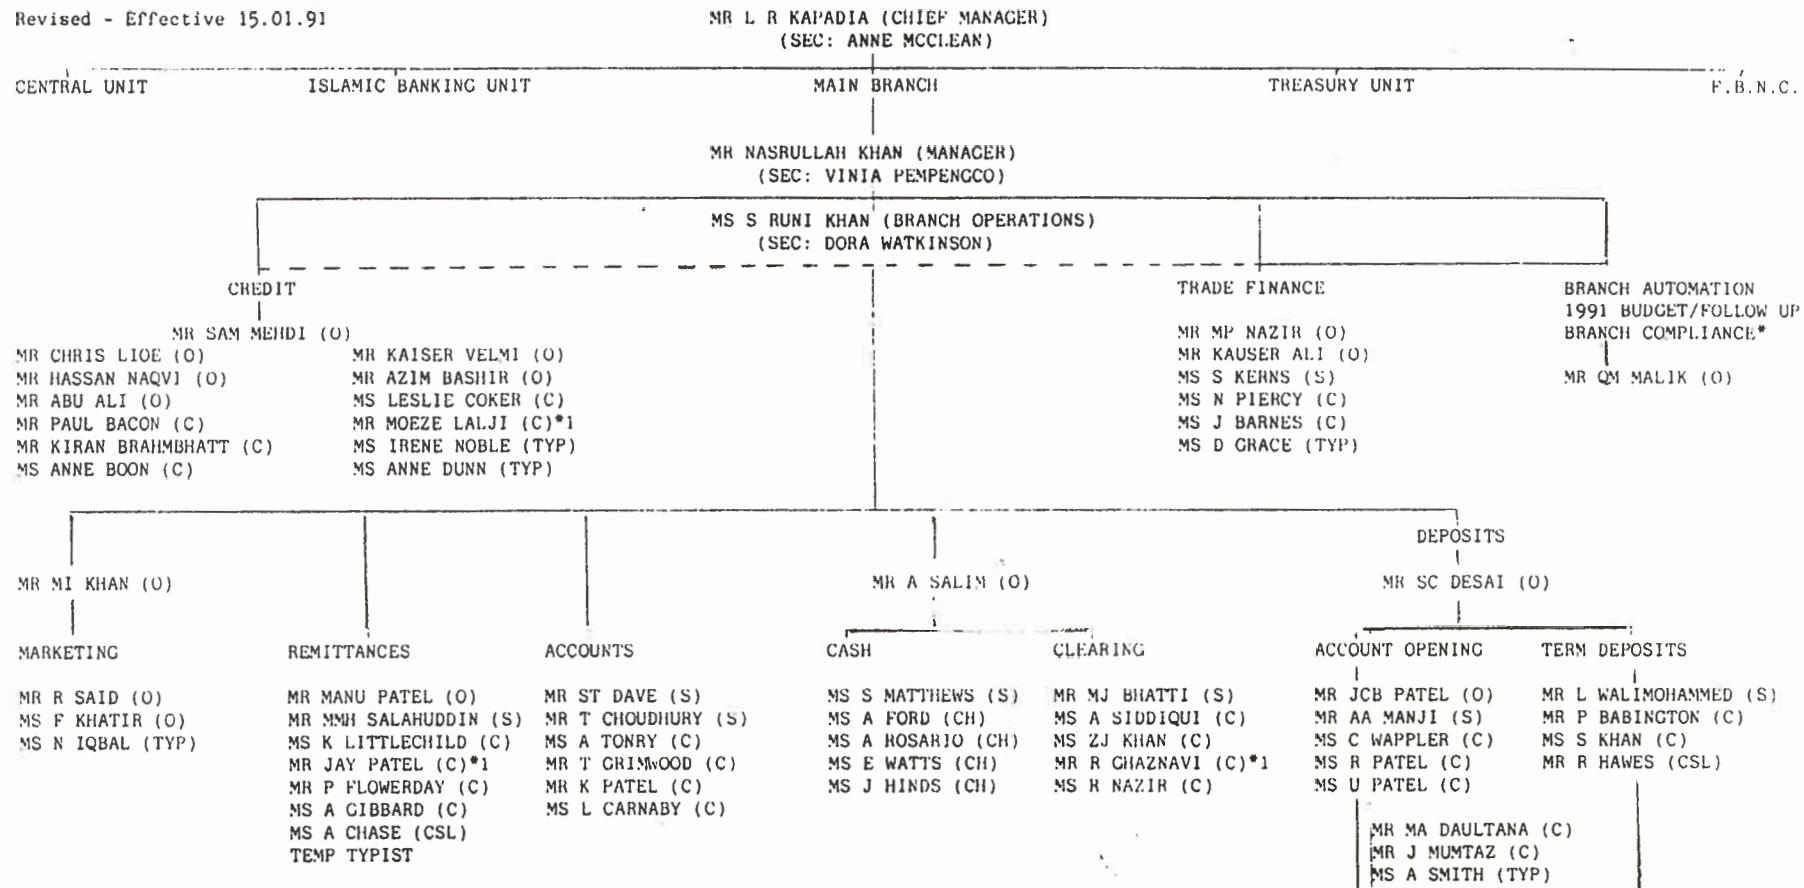 Revised - Effective 15.01.91
MR L R KAPADIA (CHIEF MANAGER)
(SEC: ANNE MCCLEAN)
CENTRAL UNIT
ISLAMIC BANKING UNIT
MAIN BRANCH
TREASURY UNIT
F.B.N.C.
MR NASRULLAH KHAN (MANAGER)
(SEC: VINIA PEMPENGCO)
MS S RUNI KHAN (BRANCH OPERATIONS)
(SEC: DORA WATKINSON)
CREDIT
MR SAM MEHDI (O)
MR CHRIS LIOE (O)
MR HASSAN NAQVI (O)
MR ABU ALI (O)
MR PAUL BACON (C)
MR KIRAN BRAHMBHATT (C)
MS ANNE BOON (C)
MR KAISER VELMI (O)
MR AZIM BASHIR (O)
MS LESLIE COKER (C)
MR MOEZE LALJI (C)*1
MS IRENE NOBLE (TYP)
MS ANNE DUNN (TYP)
TRADE FINANCE
MR MP NAZIR (O)
MR KAUSER ALI (O)
MS S KERNS (S)
MS N PIERCY (C)
MS J BARNES (C)
MS D GRACE (TYP)
BRANCH AUTOMATION
1991 BUDGET/FOLLOW UP
BRANCH COMPLIANCE*
MR QM MALIK (O)
MR MI KHAN (O)
MARKETING
MR R SAID (O)
MS F KHATIR (O)
MS N IQBAL (TYP)
REMITTANCES
MR MANU PATEL (O)
MR MMH SALAHUDDIN (S)
MS K LITTLECHILD (C)
MR JAY PATEL (C)*1
MR P FLOWERDAY (C)
MS A GIBBARD (C)
MS A CHASE (CSL)
TEMP TYPIST
ACCOUNTS
MR ST DAVE (S)
MR T CHOUDHURY (S)
MS A TONRY (C)
MR T GRIMWOOD (C)
MR K PATEL (C)
MS L CARNABY (C)
MR A SALIM (O)
CASH
MS S MATTHEWS (S)
MS A FORD (CH)
MS A ROSARIO (CH)
MS E WATTS (CH)
MS J HINDS (CH)
CLEARING
MR MJ BHATTI (S)
MS A SIDDIQUI (C)
MS ZJ KHAN (C)
MR R GHAZNAVI (C)*1
MS R NAZIR (C)
DEPOSITS
MR SC DESAI (O)
ACCOUNT OPENING
MR JCB PATEL (O)
MR AA MANJI (S)
MS C WAPPLER (C)
MS R PATEL (C)
MS U PATEL (C)
MR MA DAULTANA (C)
MR J MUMTAZ (C)
MS A SMITH (TYP)
TERM DEPOSITS
MR L WALIMOHAMMED (S)
MR P BABINGTON (C)
MS S KHAN (C)
MR R HAWES (CSL)